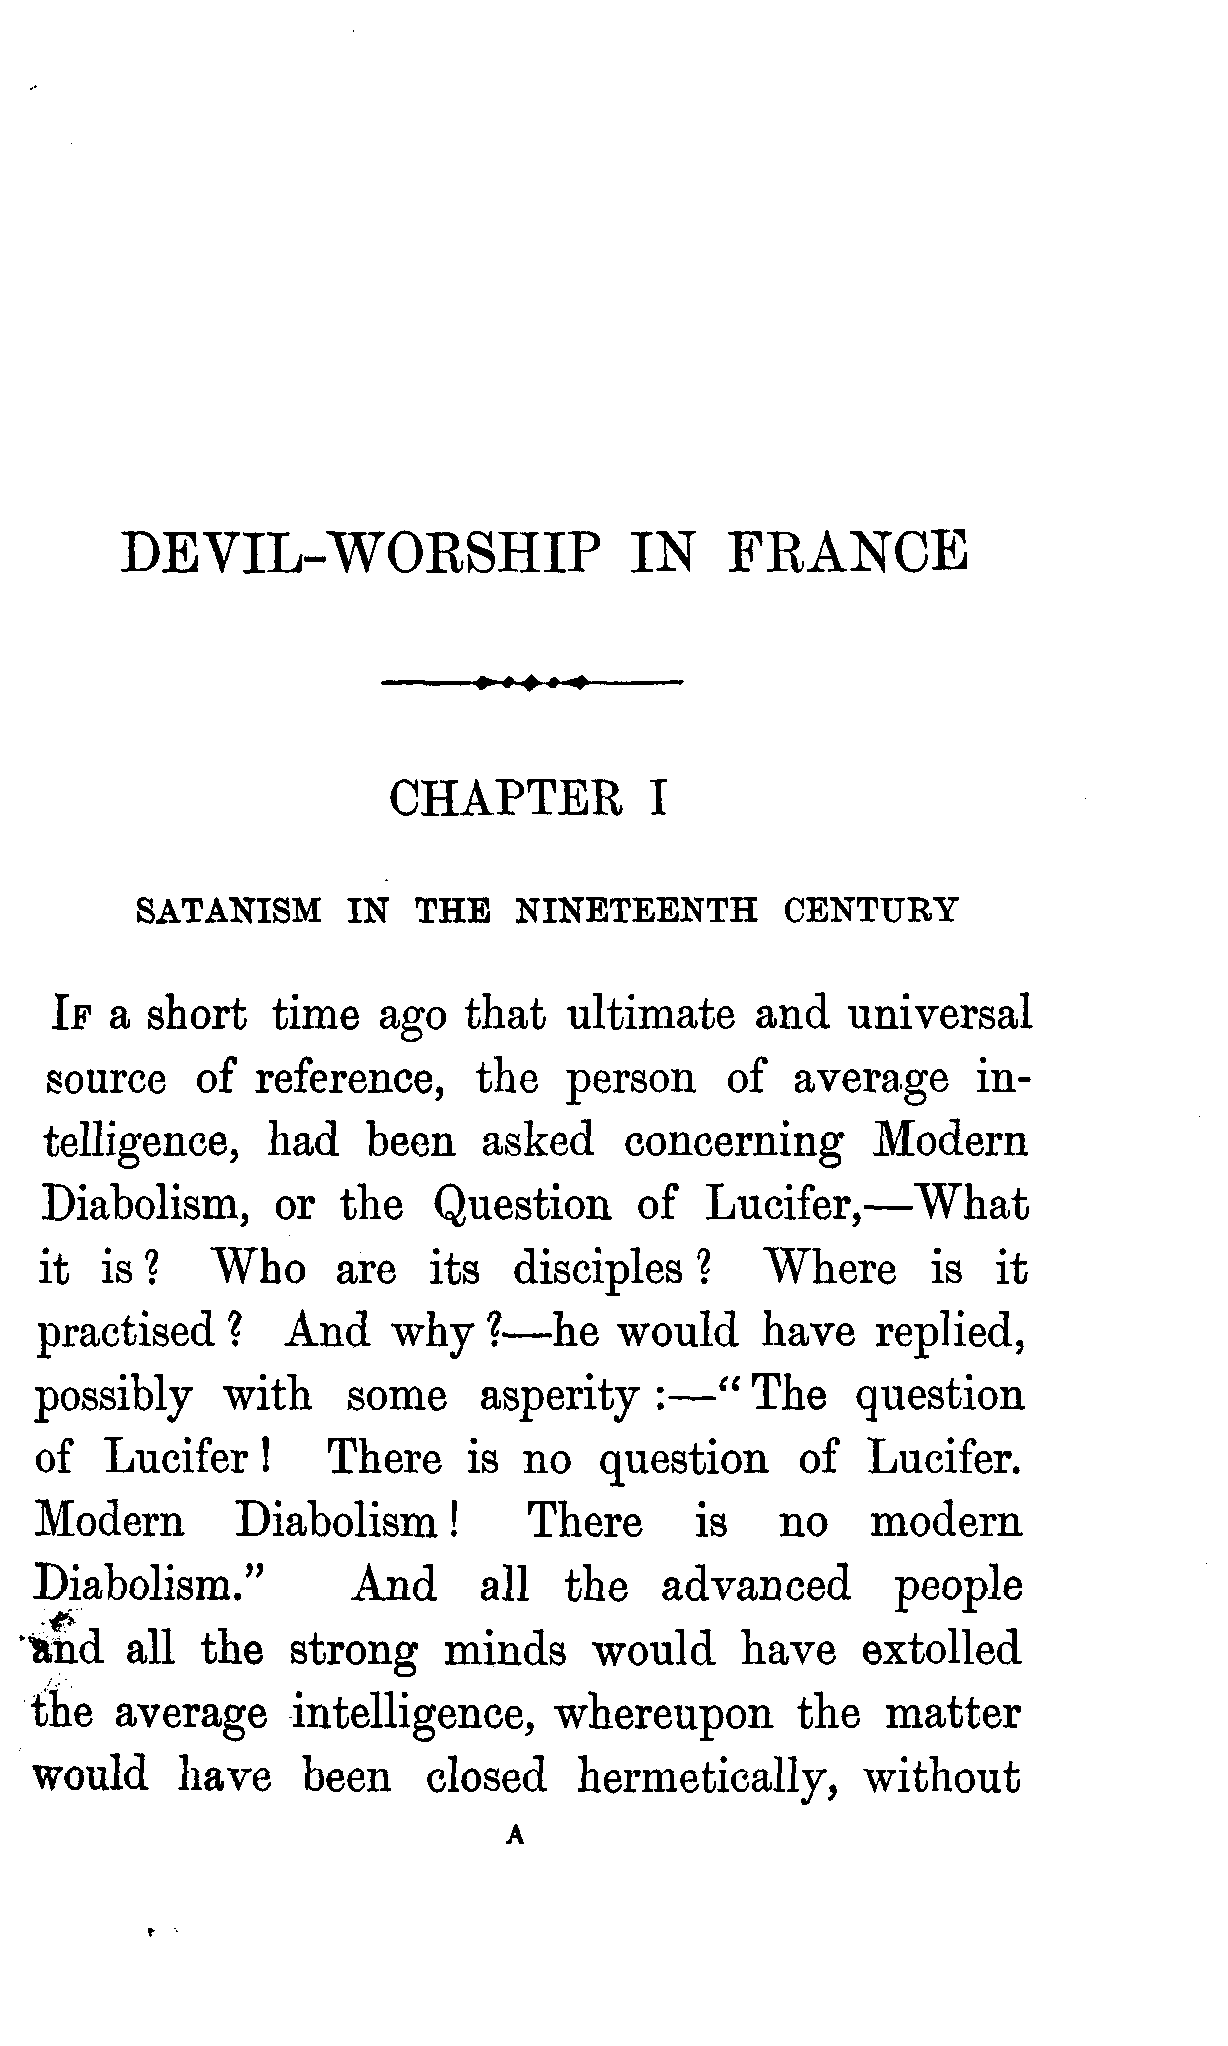 DEVIL-WORSHIP IN FRANCE
CHAPTER I
SATANISM IN THE NINETEENTH CENTURY
IF a short time ago that ultimate and universal
source of reference, the person of average in-
telligence, had been asked concerning Modern
Diabolism, or the Question of Lucifer,—What
it is? Who are its disciples? Where is it
practised? And why?—he would have replied,
possibly with some asperity:—“The question
of Lucifer! There is no question of Lucifer.
Modern Diabolism! There is no modern
Diabolism.” And all the advanced people
and all the strong minds would have extolled
the average intelligence, whereupon the matter
would have been closed hermetically, without
A